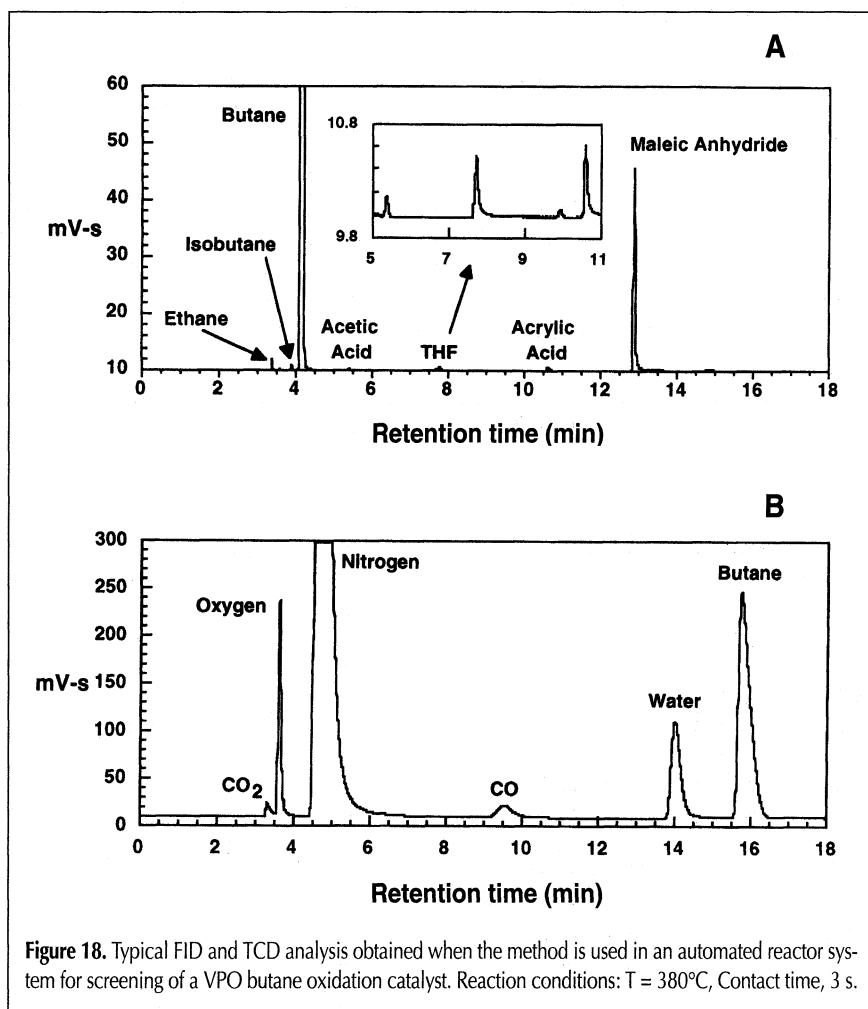 A
60
50
40
mV-s
30
20
10
Butane
Isobutane
Ethane
Acetic
Acid
THF
Acrylic
Acid
Maleic Anhydride
10.8
9.8
5 7 9 11
0 2 4 6 8 10 12 14 16 18
Retention time (min)
B
300
250
200
mV-s 150
100
50
0
CO2
Oxygen
Nitrogen
CO
Water
Butane
0 2 4 6 8 10 12 14 16 18
Retention time (min)
Figure 18. Typical FID and TCD analysis obtained when the method is used in an automated reactor sys-
tem for screening of a VPO butane oxidation catalyst. Reaction conditions: T = 380°C, Contact time, 3 s.